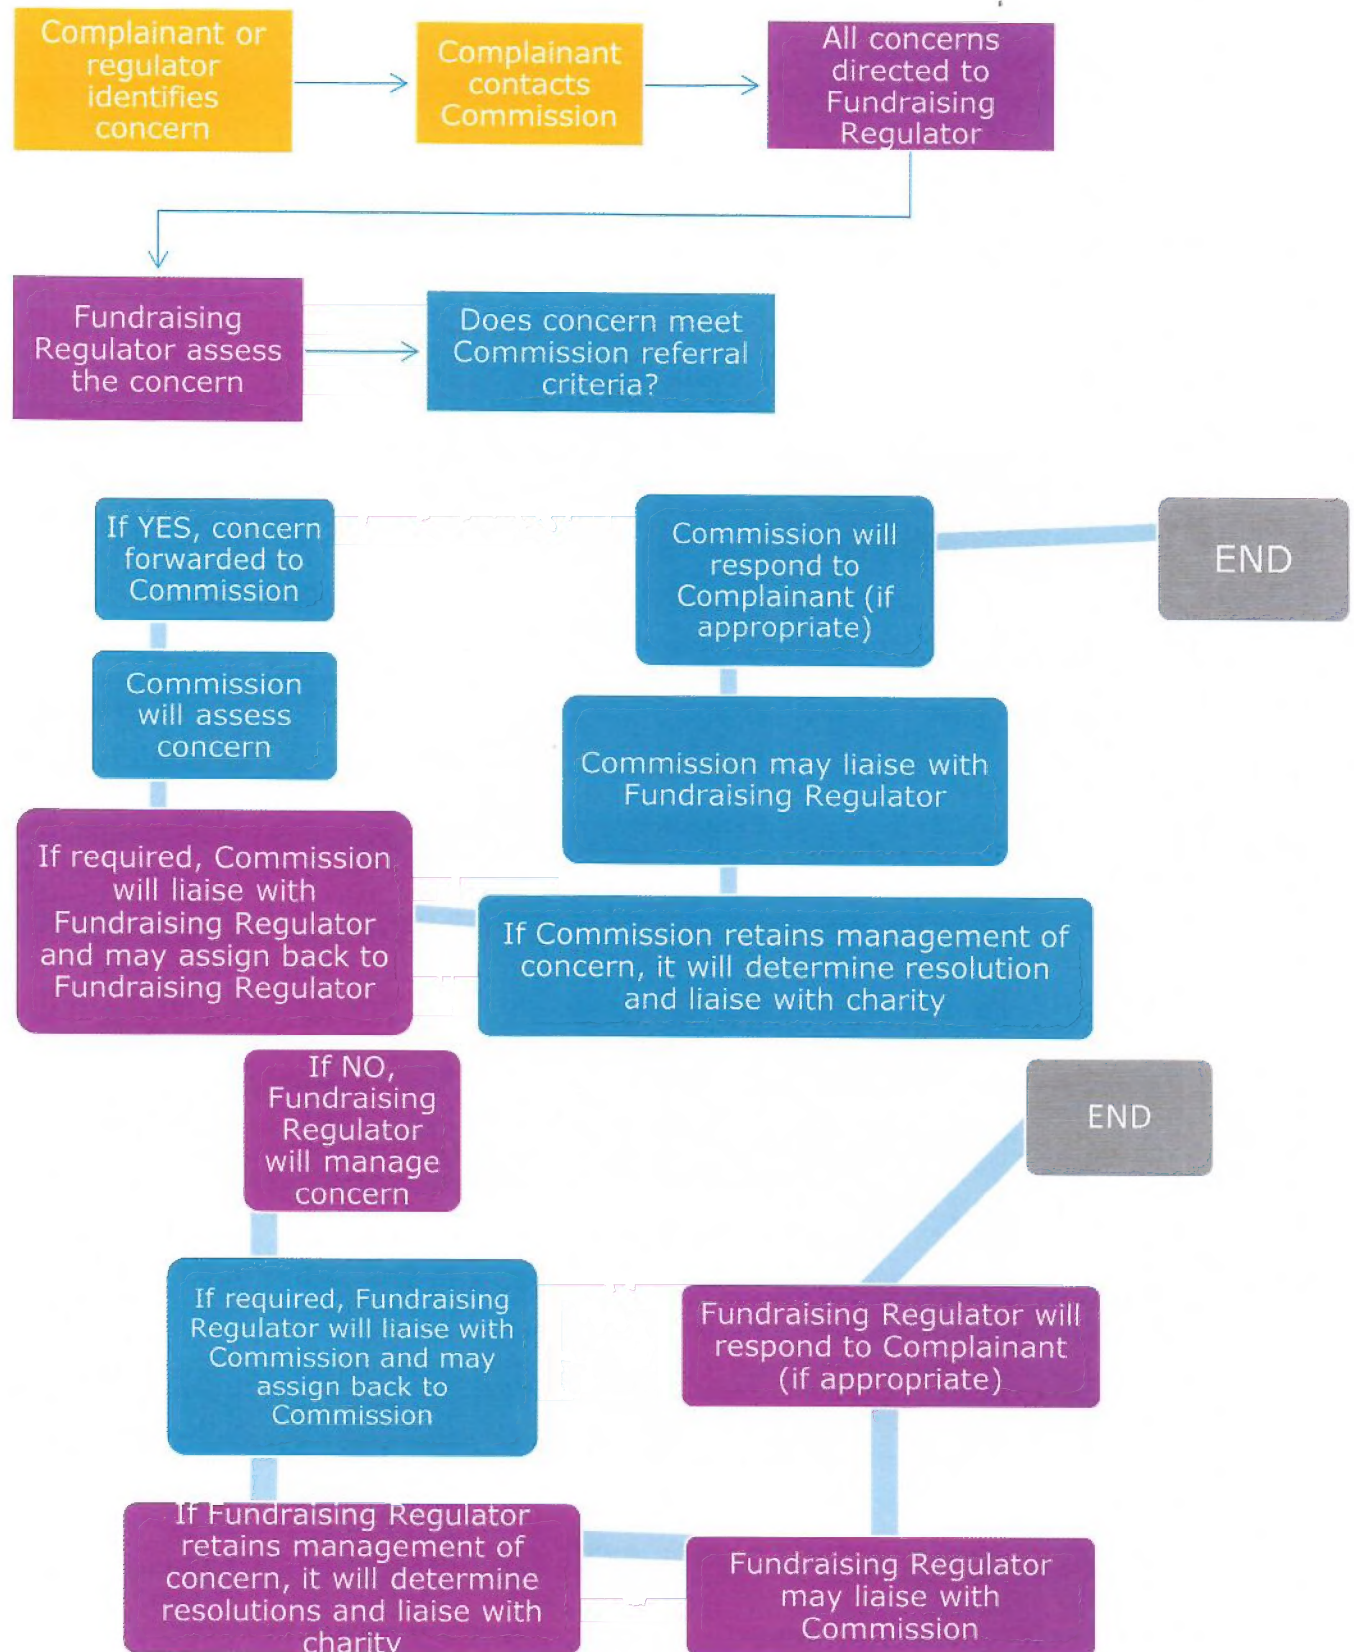 Complainant or
regulator
identifies
concern
Complainant
contacts
Commission
All concerns
directed to
Fundraising
Regulator
Fundraising
Regulator assess
the concern
Does concern meet
Commission referral
criteria?
If YES, concern
forwarded to
Commission
Commission
will assess
concern
If required, Commission
will liaise with
Fundraising Regulator
and may assign back to
Fundraising Regulator
If Commission retains management of
concern, it will determine resolution
and liaise with charity
Commission may liaise with
Fundraising Regulator
Commission will
respond to
Complainant (if
appropriate)
END
If NO,
Fundraising
Regulator
will manage
concern
If required, Fundraising
Regulator will liaise with
Commission and may
assign back to
Commission
If Fundraising Regulator
retains management of
concern, it will determine
resolutions and liaise with
charity
Fundraising Regulator
may liaise with
Commission
Fundraising Regulator will
respond to Complainant
(if appropriate)
END